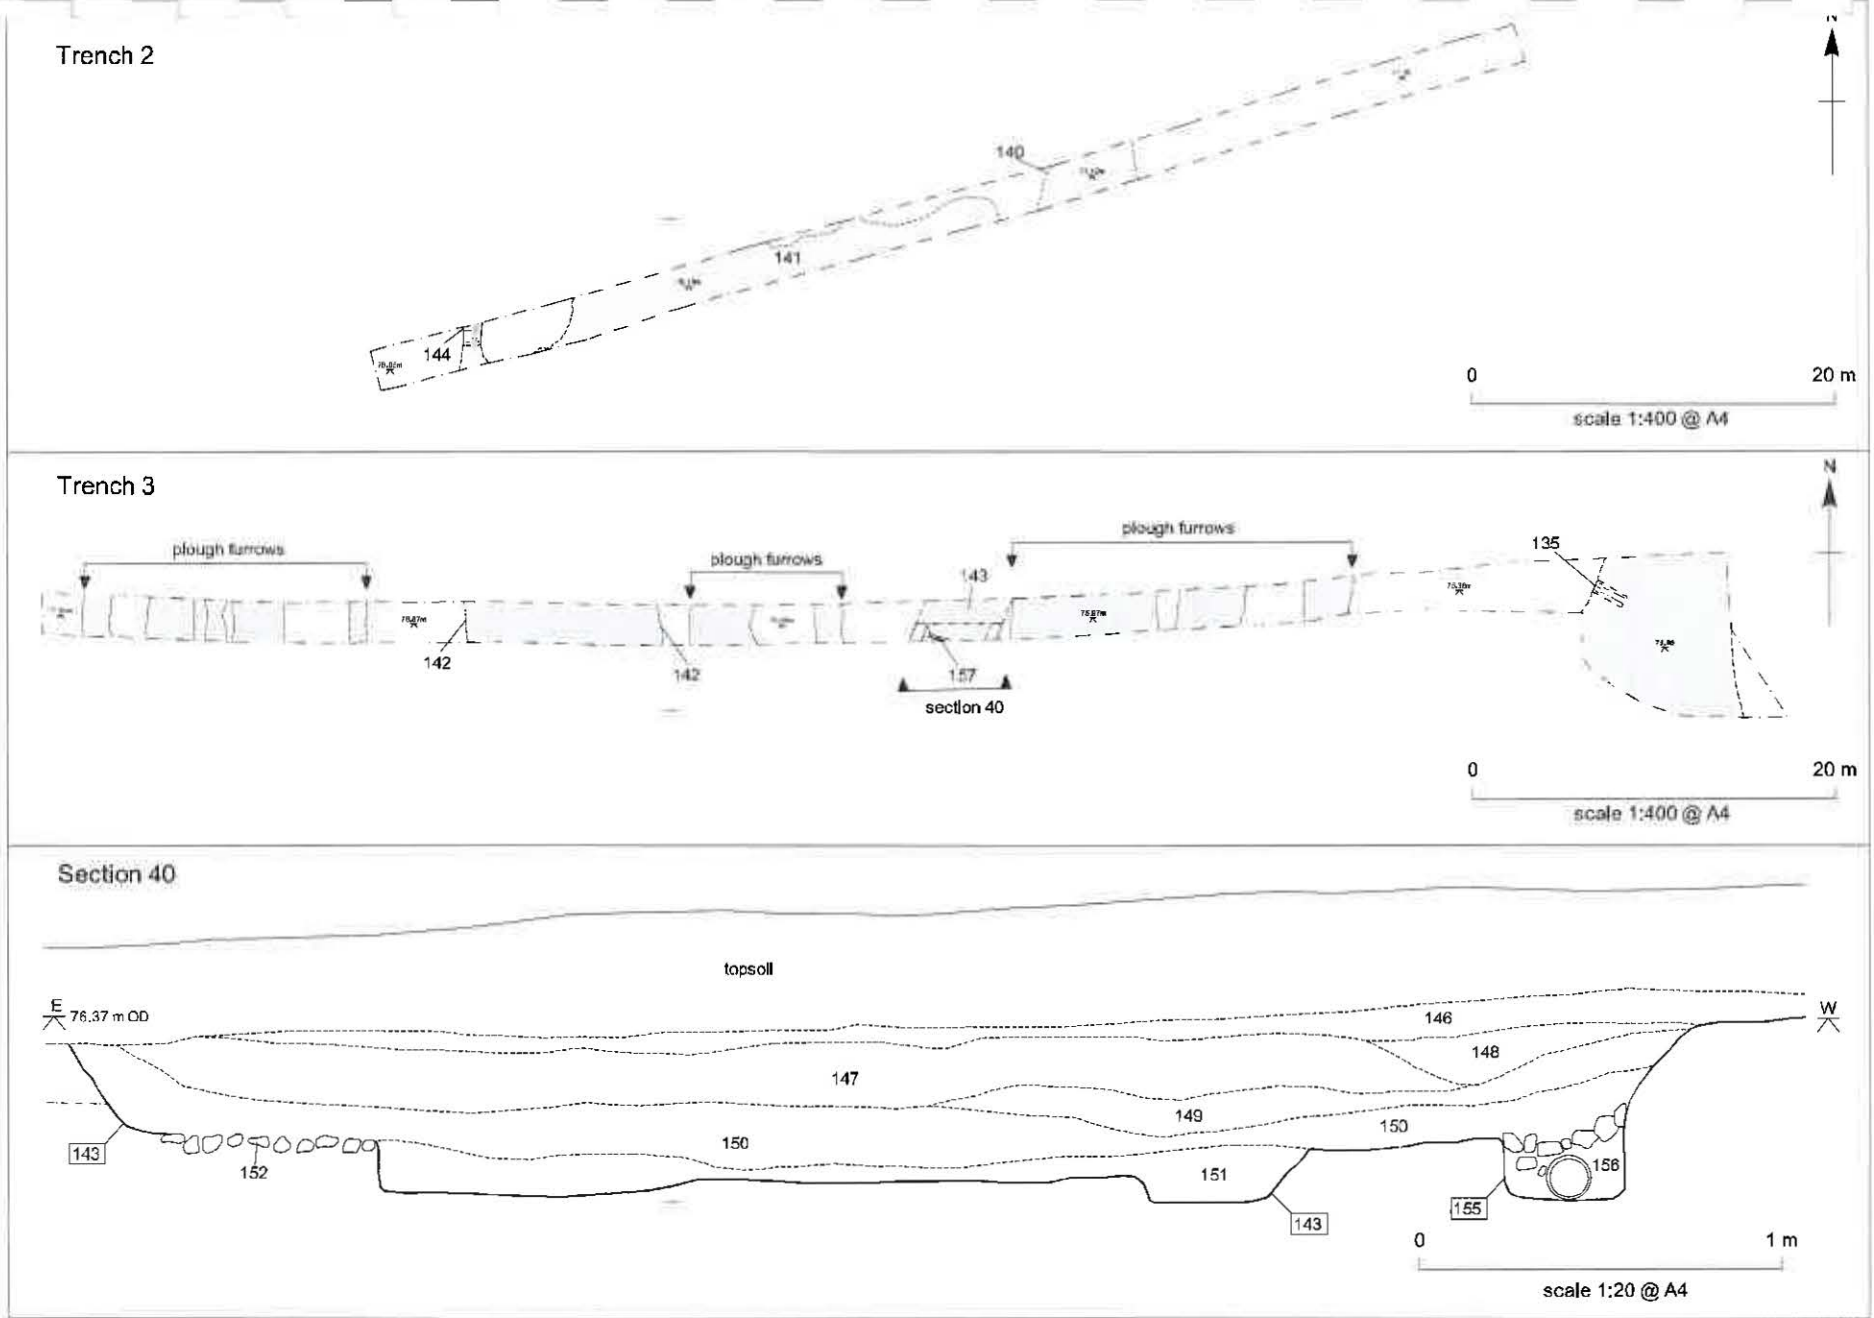 Trench 2
N
140
141
144
0 20 m
scale 1:400 @ A4
Trench 3
N
plough furrows
plough furrows
plough furrows
135
143
142
142
157
section 40
0 20 m
scale 1:400 @ A4
Section 40
topsoil
E
76.37 m OD
W
146
148
147
149
150
150
143
152
151
156
155
143
0 1 m
scale 1:20 @ A4